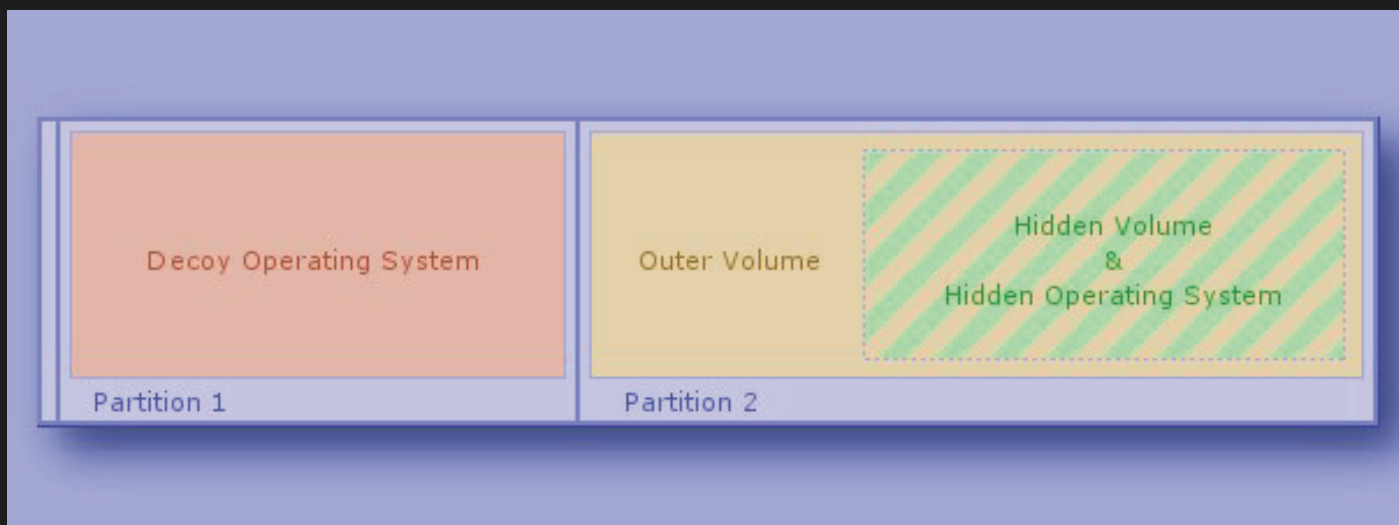 Decoy Operating System
Outer Volume
Hidden Volume
&
Hidden Operating System
Partition 1
Partition 2